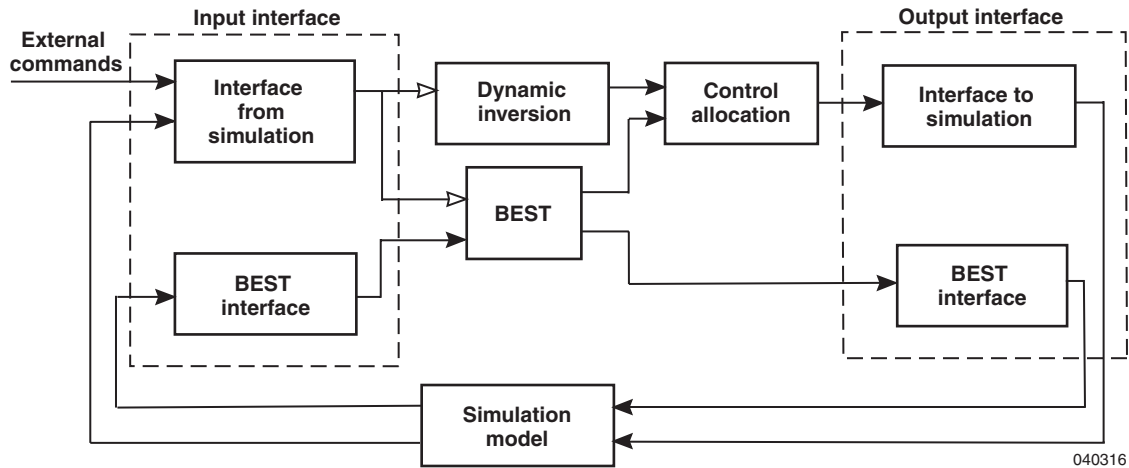 Input interface
Output interface
External
commands
Interface
from
simulation
Dynamic
inversion
Control
allocation
Interface to
simulation
BEST
BEST
interface
BEST
interface
Simulation
model
040316